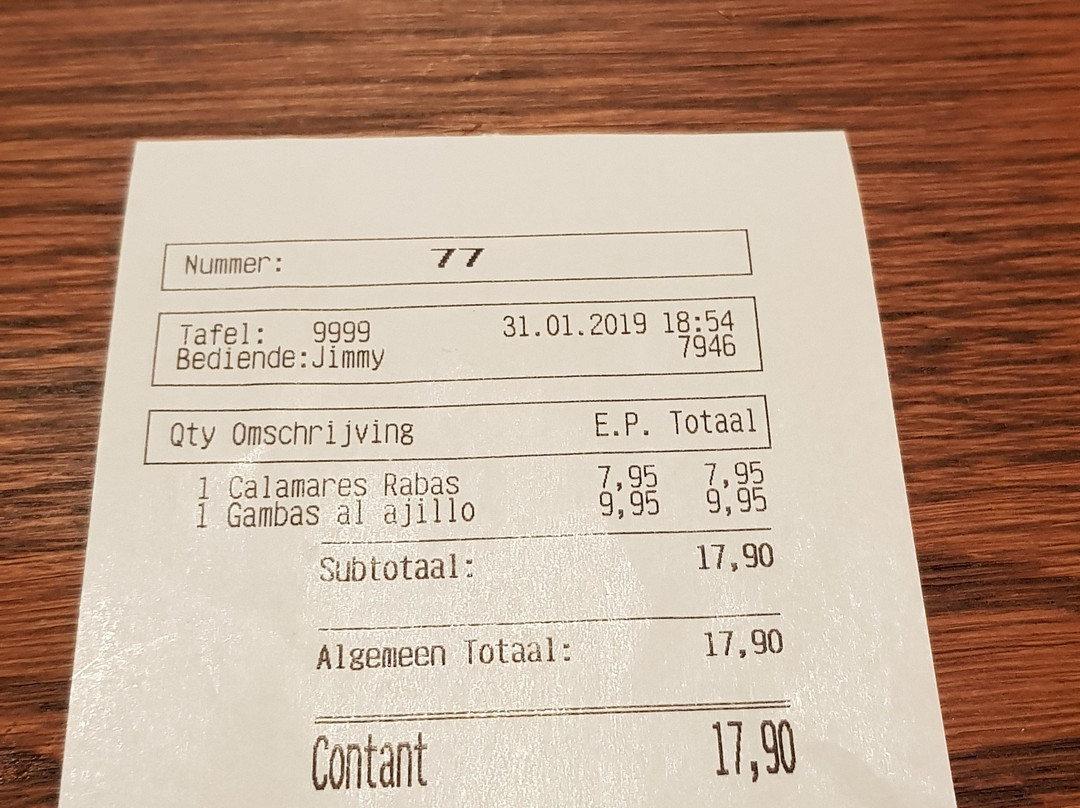 Nummer: 77
Tafel: 9999 31.01.2019 18:54
Bediende:Jimmy 7946
Qty Omschrijving E.P. Totaal
1 Calamares Rabas 7,95 7,95
1 Gambas al ajillo 9,95 9,95
Subtotaal: 17,90
Algemeen Totaal: 17,90
Contant 17,90